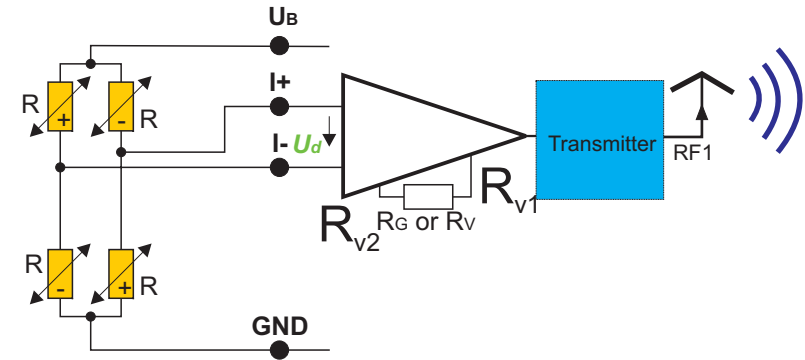 UB
I+
R
+
-
R
I- Ud
Transmitter
RF1
Rv1
RG or RV
Rv2
R
-
+
R
GND